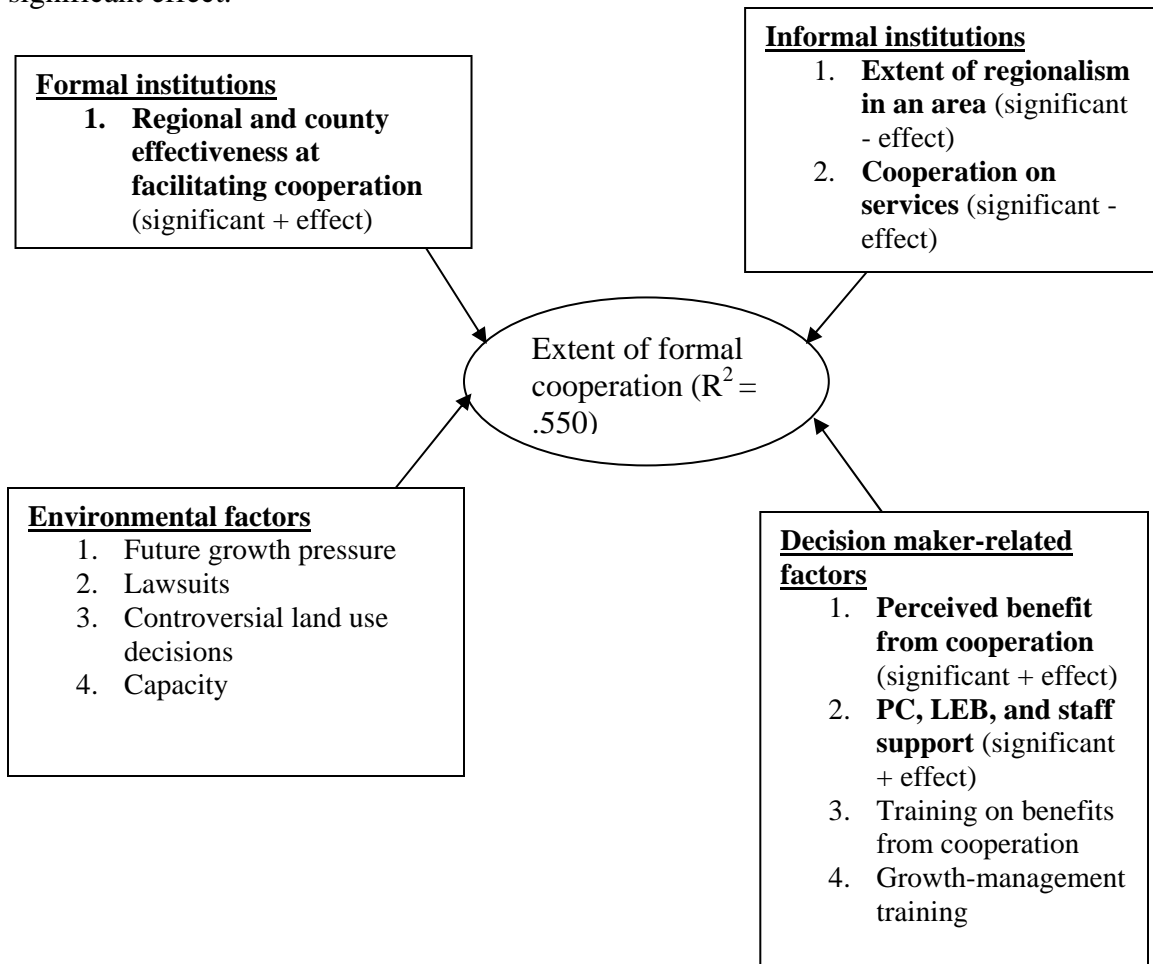 significant effect.
Formal institutions
1. Regional and county
effectiveness at
facilitating cooperation
(significant + effect)
Informal institutions
1. Extent of regionalism
in an area (significant
- effect)
2. Cooperation on
services (significant -
effect)
Extent of formal
cooperation (R² =
.550)
Environmental factors
1. Future growth pressure
2. Lawsuits
3. Controversial land use
decisions
4. Capacity
Decision maker-related
factors
1. Perceived benefit
from cooperation
(significant + effect)
2. PC, LEB, and staff
support (significant
+ effect)
3. Training on benefits
from cooperation
4. Growth-management
training